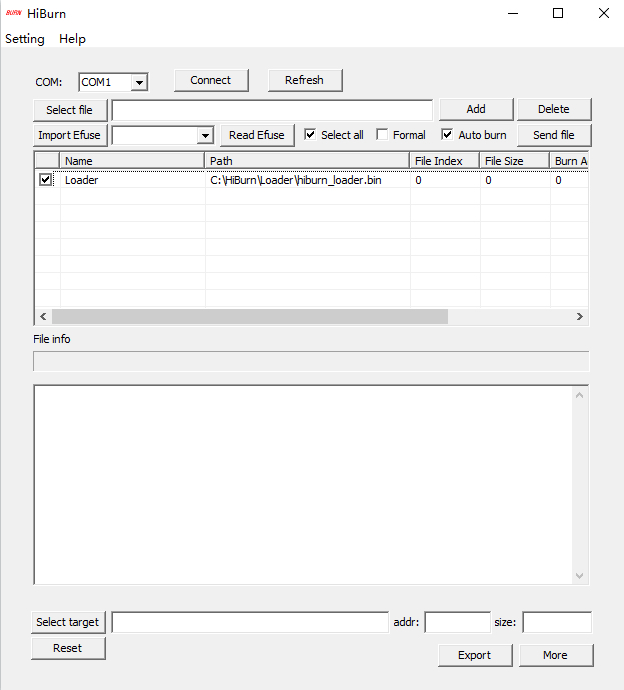 BURN HiBurn
Setting Help
COM: COM1 Connect Refresh
Select file Add Delete
Import Efuse Read Efuse Select all Formal Auto burn Send file
Name Path File Index File Size Burn A
Loader C:\HiBurn\Loader\hiburn_loader.bin 0 0 0
File info
Select target addr: size:
Reset
Export More